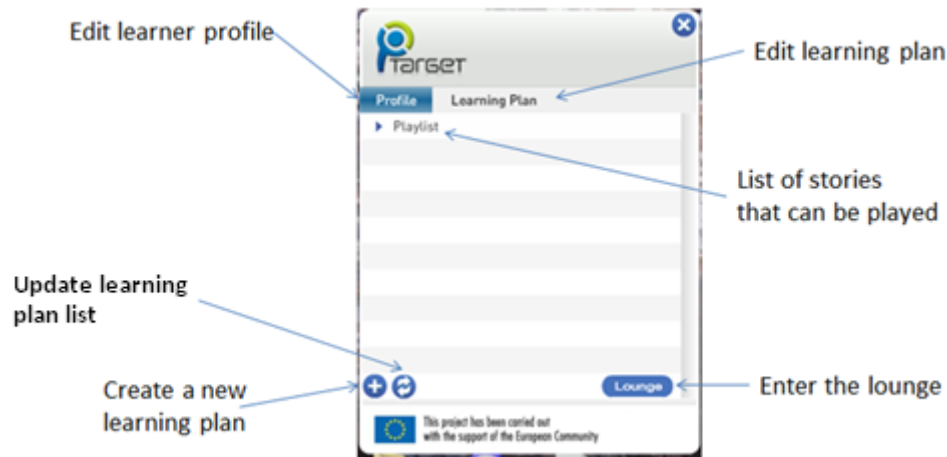 Edit learner profile
TARGET
Edit learning plan
Profile
Learning Plan
Playlist
List of stories
that can be played
Update learning
plan list
Create a new
learning plan
Lounge
Enter the lounge
This project has been carried out
with the support of the European Community